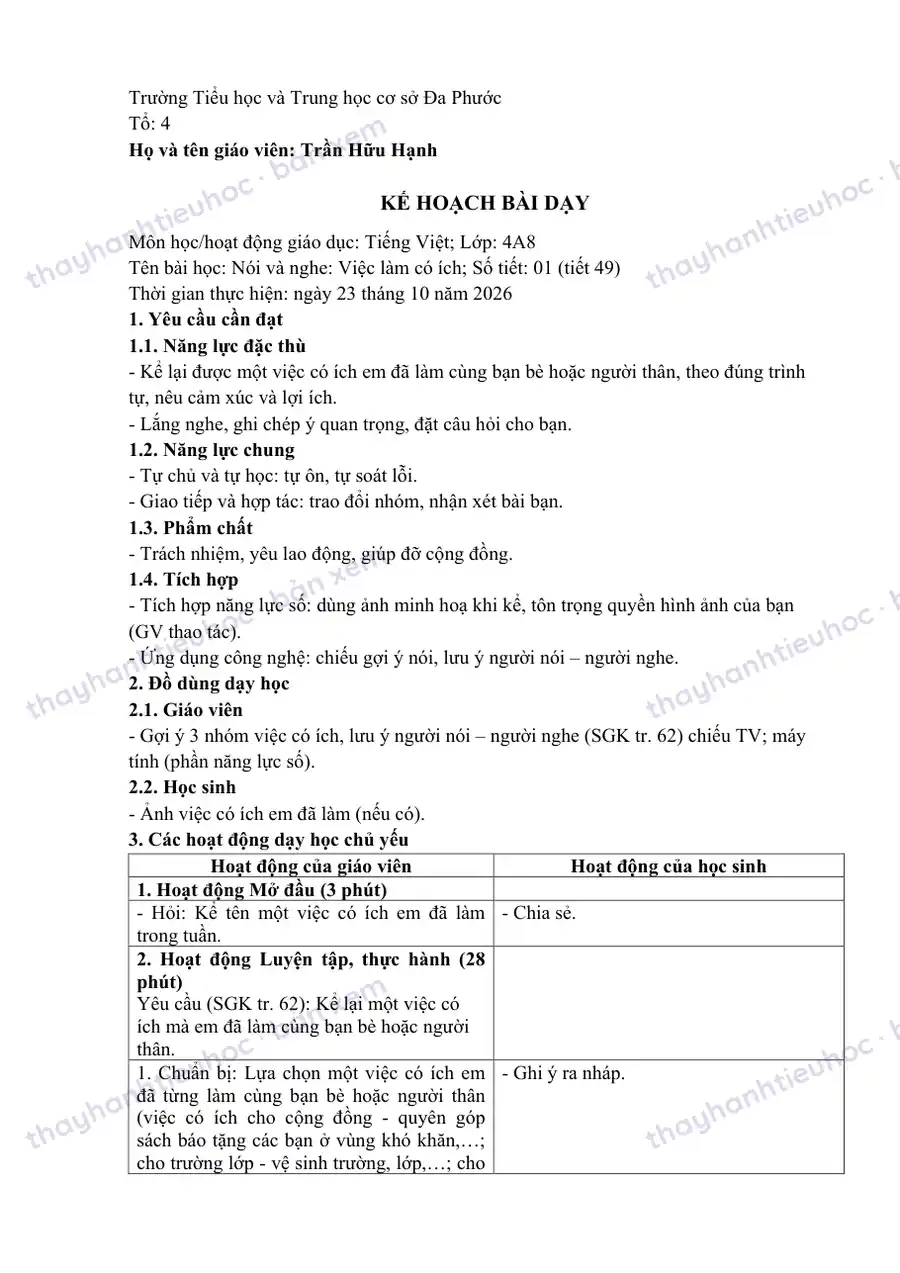 Trường Tiểu học và Trung học cơ sở Đa Phước
Tổ: 4
Họ và tên giáo viên: Trần Hữu Hạnh
KẾ HOẠCH BÀI DẠY
Môn học/hoạt động giáo dục: Tiếng Việt; Lớp: 4A8
Tên bài học: Nói và nghe: Việc làm có ích; Số tiết: 01 (tiết 49)
Thời gian thực hiện: ngày 23 tháng 10 năm 2026
1. Yêu cầu cần đạt
1.1. Năng lực đặc thù
- Kể lại được một việc có ích em đã làm cùng bạn bè hoặc người thân, theo đúng trình
tự, nêu cảm xúc và lợi ích.
- Lắng nghe, ghi chép ý quan trọng, đặt câu hỏi cho bạn.
1.2. Năng lực chung
- Tự chủ và tự học: tự ôn, tự soát lỗi.
- Giao tiếp và hợp tác: trao đổi nhóm, nhận xét bài bạn.
1.3. Phẩm chất
- Trách nhiệm, yêu lao động, giúp đỡ cộng đồng.
1.4. Tích hợp
- Tích hợp năng lực số: dùng ảnh minh hoạ khi kể, tôn trọng quyền hình ảnh của bạn
(GV thao tác).
- Ứng dụng công nghệ: chiếu gợi ý nói, lưu ý người nói – người nghe.
2. Đồ dùng dạy học
2.1. Giáo viên
- Gợi ý 3 nhóm việc có ích, lưu ý người nói – người nghe (SGK tr. 62) chiếu TV; máy
tính (phần năng lực số).
2.2. Học sinh
- Ảnh việc có ích em đã làm (nếu có).
3. Các hoạt động dạy học chủ yếu
Hoạt động của giáo viên
Hoạt động của học sinh
1. Hoạt động Mở đầu (3 phút)
- Hỏi: Kể tên một việc có ích em đã làm
trong tuần.
- Chia sẻ.
2. Hoạt động Luyện tập, thực hành (28
phút)
Yêu cầu (SGK tr. 62): Kể lại một việc có
ích mà em đã làm cùng bạn bè hoặc người
thân.
1. Chuẩn bị: Lựa chọn một việc có ích em
đã từng làm cùng bạn bè hoặc người thân
(việc có ích cho cộng đồng - quyên góp
sách báo tặng các bạn ở vùng khó khăn,…;
cho trường lớp - vệ sinh trường, lớp,…; cho
- Ghi ý ra nháp.
thayhanhtieuhoc · bản xem
thayhanhtieuhoc · b
thayhanhtieuhoc · bản xem
thayhanhtieuhoc · b
thayhanhtieuhoc · bản xem
thayhanhtieuhoc · b